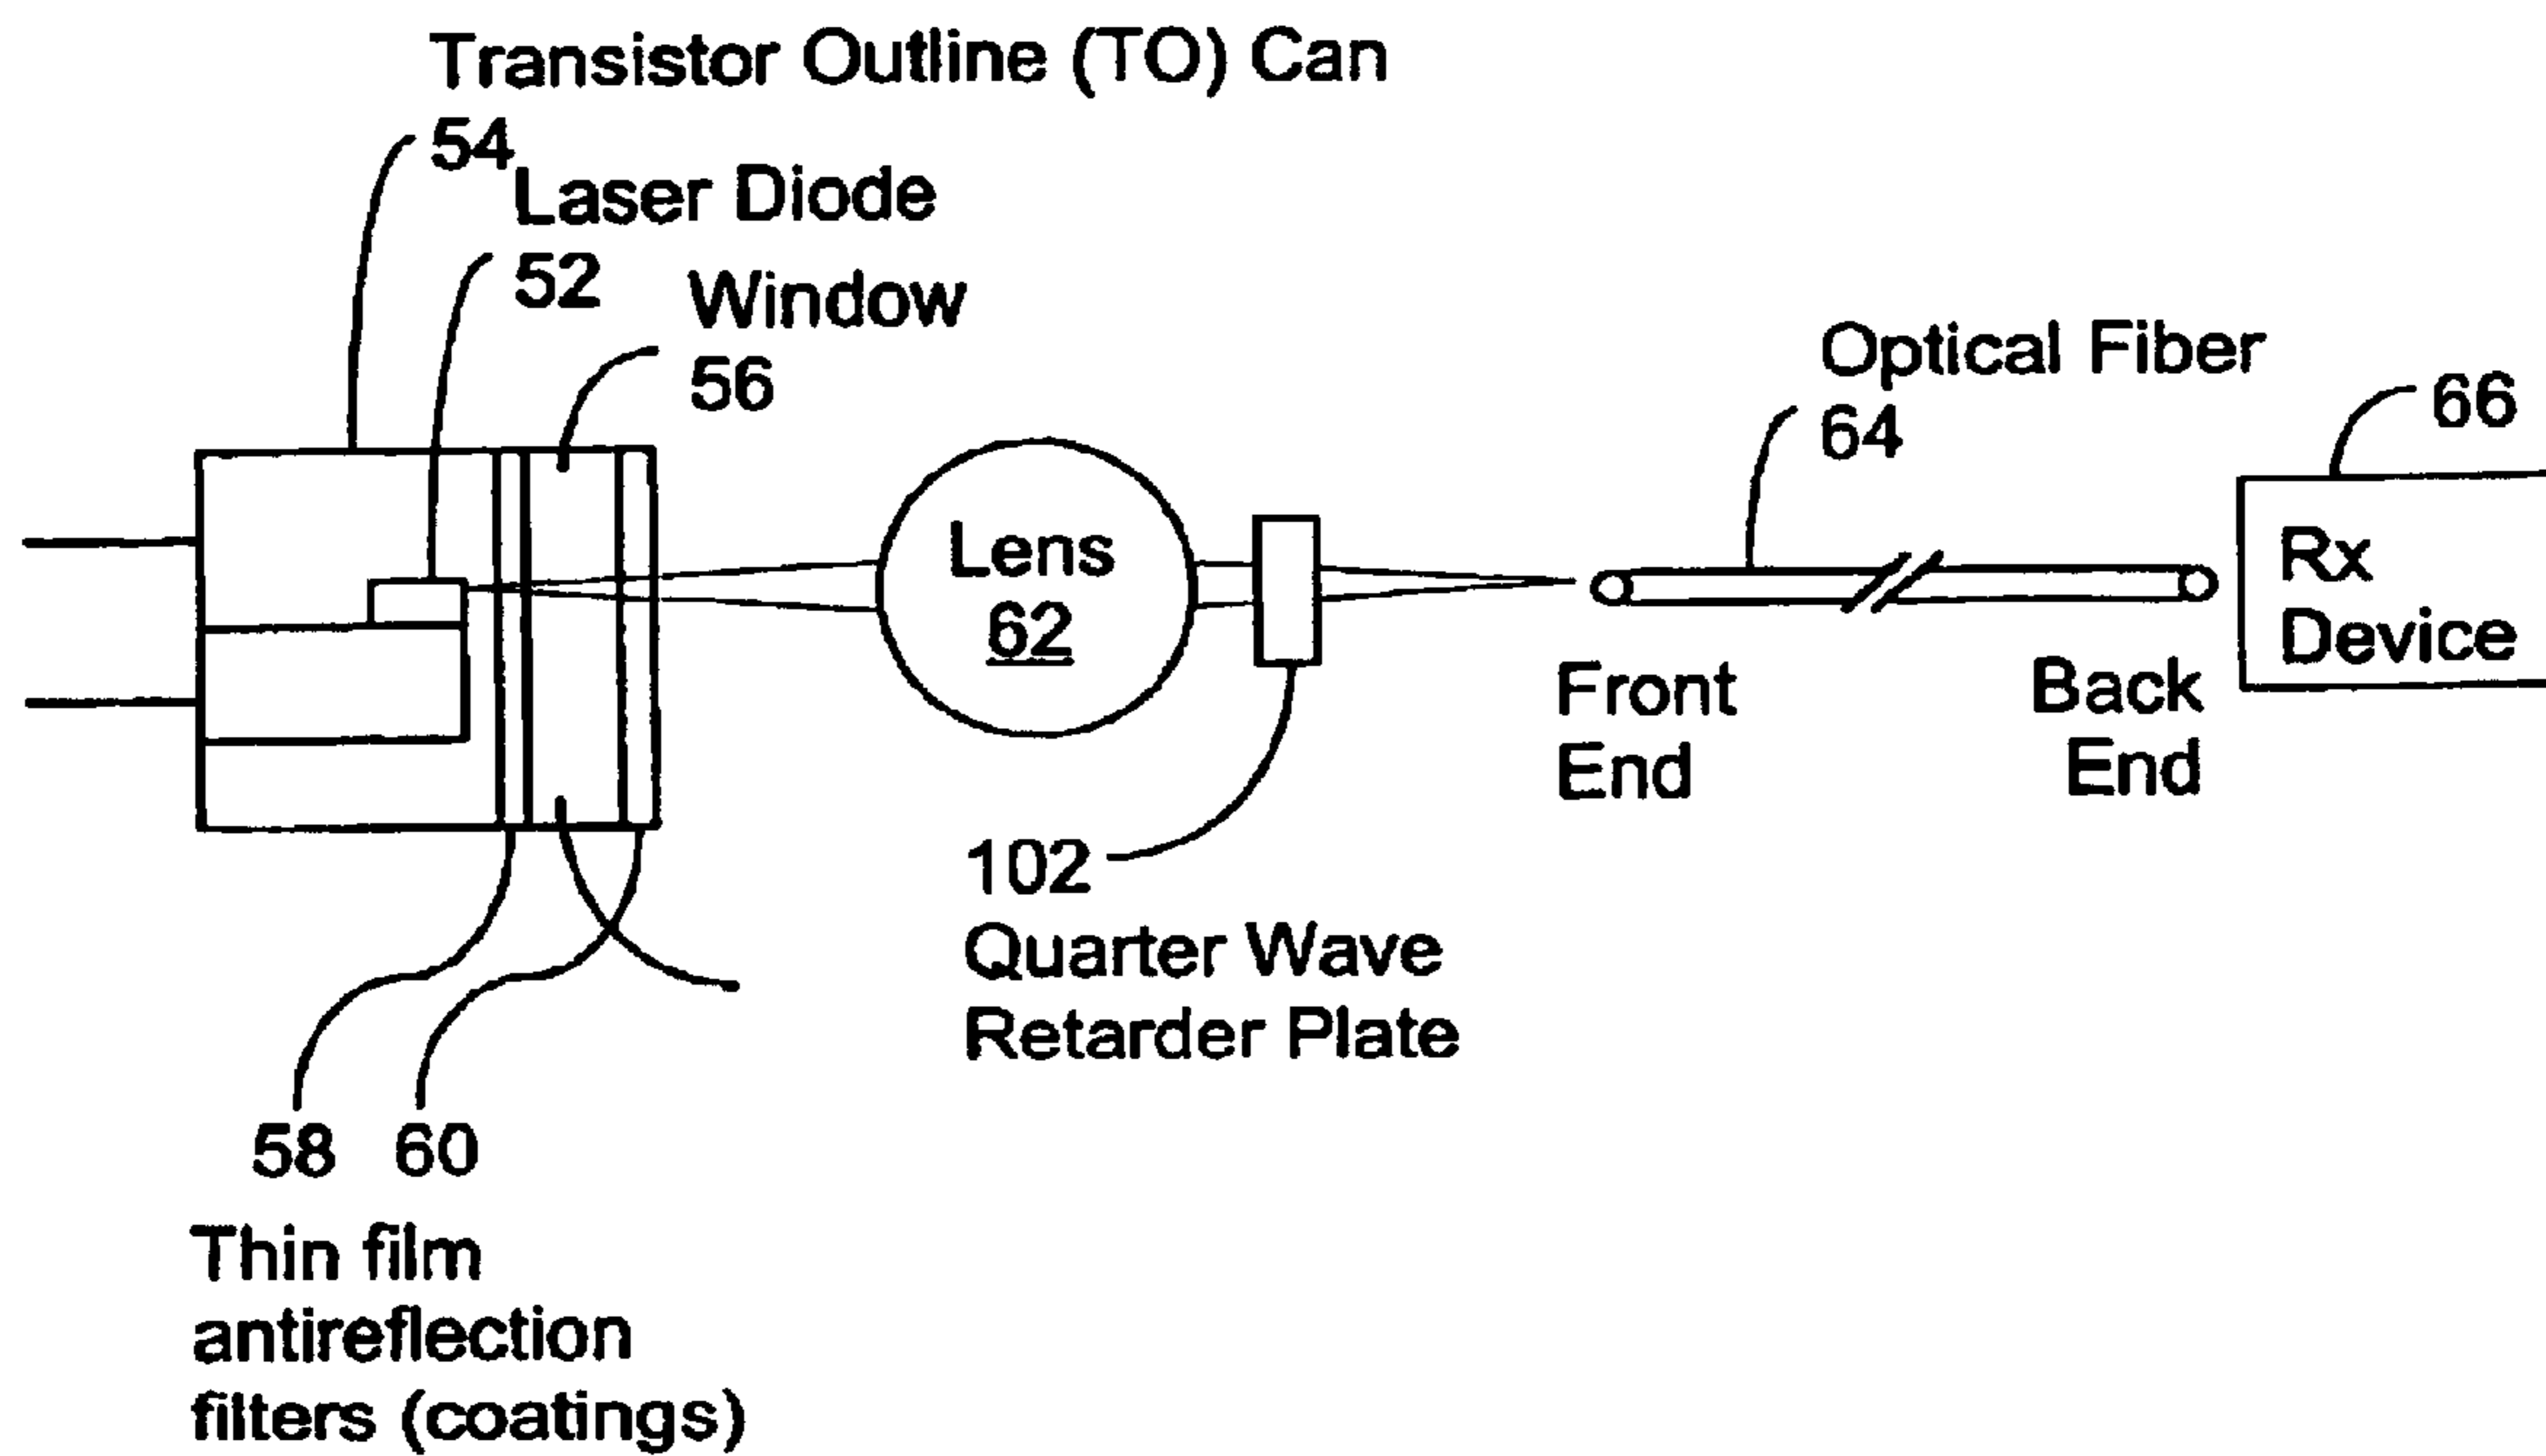 Transistor Outline (TO) Can
54
Laser Diode
52
Window
56
Optical Fiber
64
66
Lens
62
Rx
Device
Front
End
Back
End
102
Quarter Wave
Retarder Plate
58 60
Thin film
antireflection
filters (coatings)